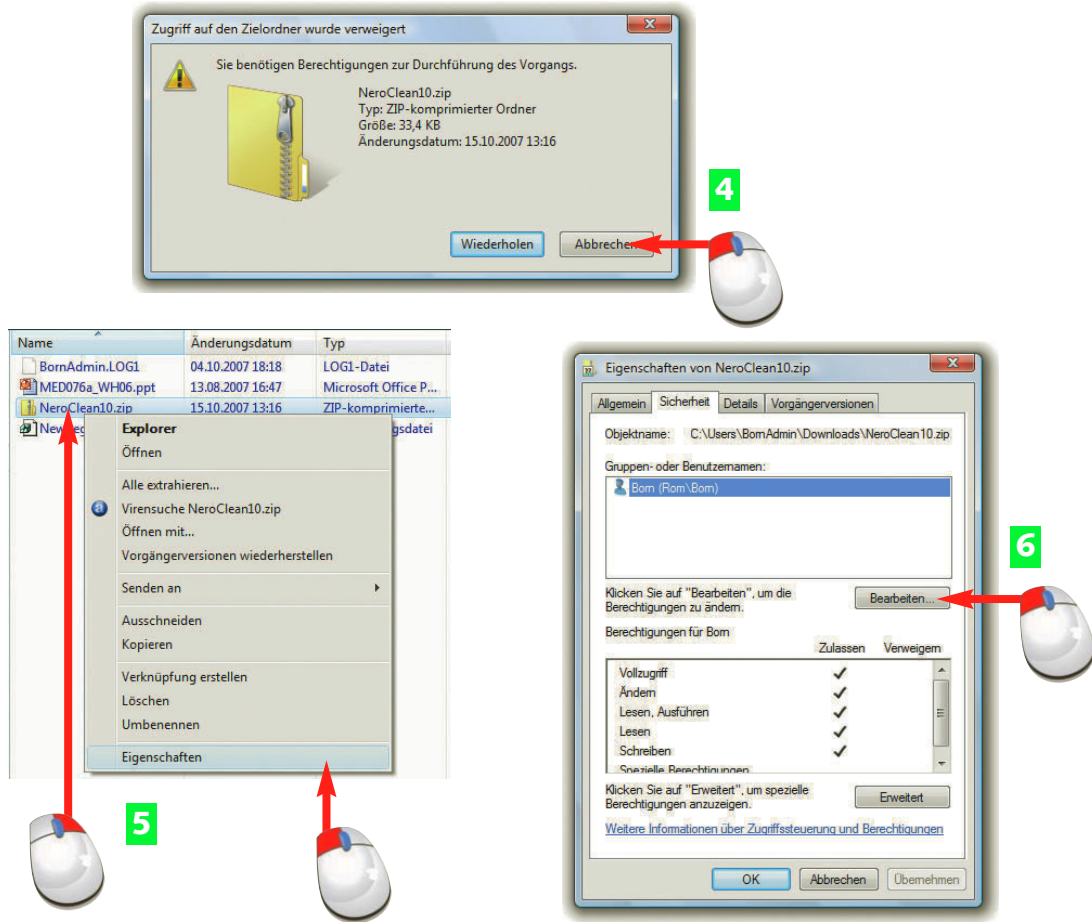 Zugriff auf den Zielordner wurde verweigert
Sie benötigen Berechtigungen zur Durchführung des Vorgangs.
NeroClean10.zip
Typ: ZIP-komprimierter Ordner
Größe: 33,4 KB
Änderungsdatum: 15.10.2007 13:16
Wiederholen Abbrechen
4
Name Änderungsdatum Typ
BornAdmin.LOG1 04.10.2007 18:18 LOG1-Datei
MED076a_WH06.ppt 13.08.2007 16:47 Microsoft Office P...
NeroClean10.zip 15.10.2007 13:16 ZIP-komprimierte...
Explorer
Öffnen
Alle extrahieren...
Virensuche NeroClean10.zip
Öffnen mit...
Vorgängerversionen wiederherstellen
Senden an
Ausschneiden
Kopieren
Verknüpfung erstellen
Löschen
Umbenennen
Eigenschaften
5
Eigenschaften von NeroClean10.zip
Allgemein Sicherheit Details Vorgängerversionen
Objektname: C:\Users\BornAdmin\Downloads\NeroClean10.zip
Gruppen- oder Benutzernamen:
Born (Rom\Born)
Klicken Sie auf "Bearbeiten", um die
Berechtigungen zu ändern.
Bearbeiten...
6
Berechtigungen für Born
Zulassen Verweigern
Vollzugriff
Ändern
Lesen, Ausführen
Lesen
Schreiben
Spezielle Berechtigungen
Klicken Sie auf "Erweitert", um spezielle
Berechtigungen anzuzeigen.
Erweitert
Weitere Informationen über Zugriffssteuerung und Berechtigungen
OK Abbrechen Übernehmen